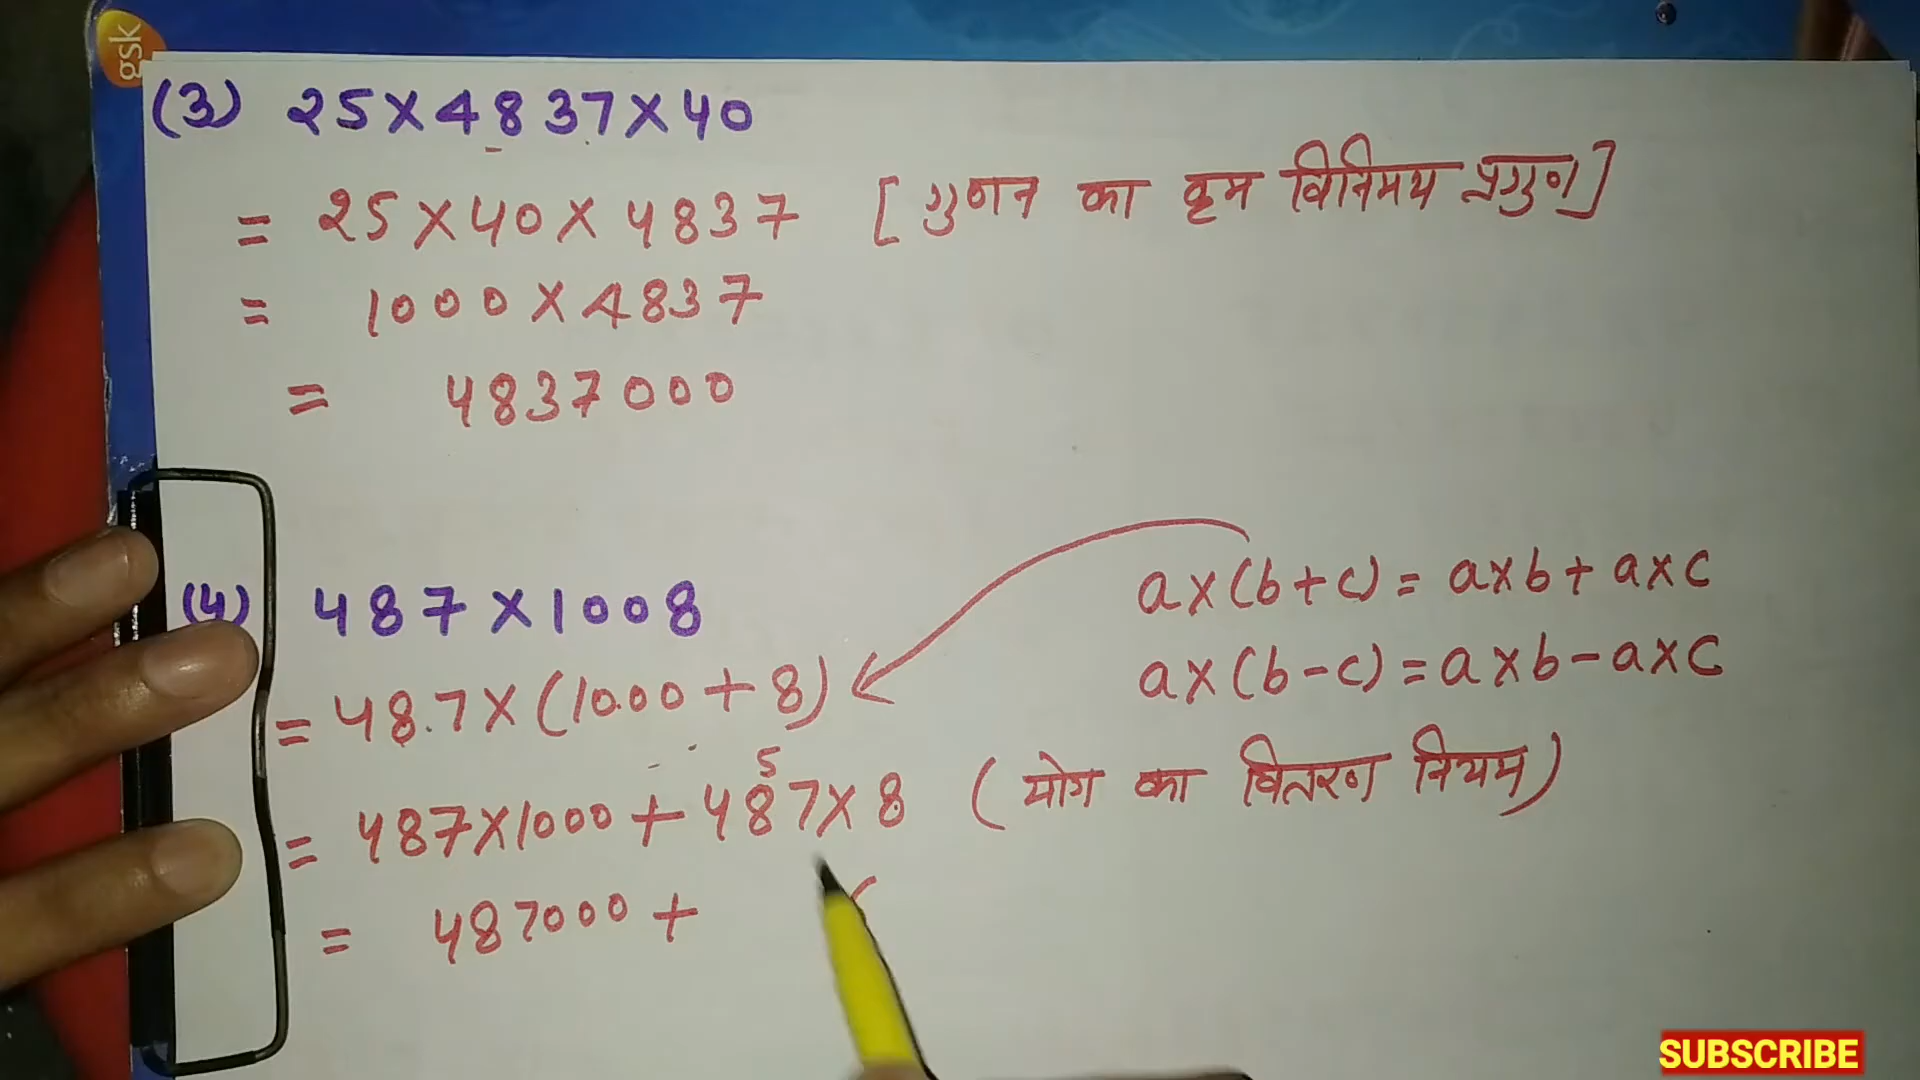 gsk
(3) 25×4837×40
= 25×40×4837 [गुणन का क्रम विनिमय प्रगुण]
= 1000×4837
= 4837000
(4) 487×1008
a×(b+c)=a×b+a×c
= 487×(1000+8)
a×(b-c)=a×b-a×c
5
= 487×1000+487×8 (योग का वितरण नियम)
= 487000+
SUBSCRIBE